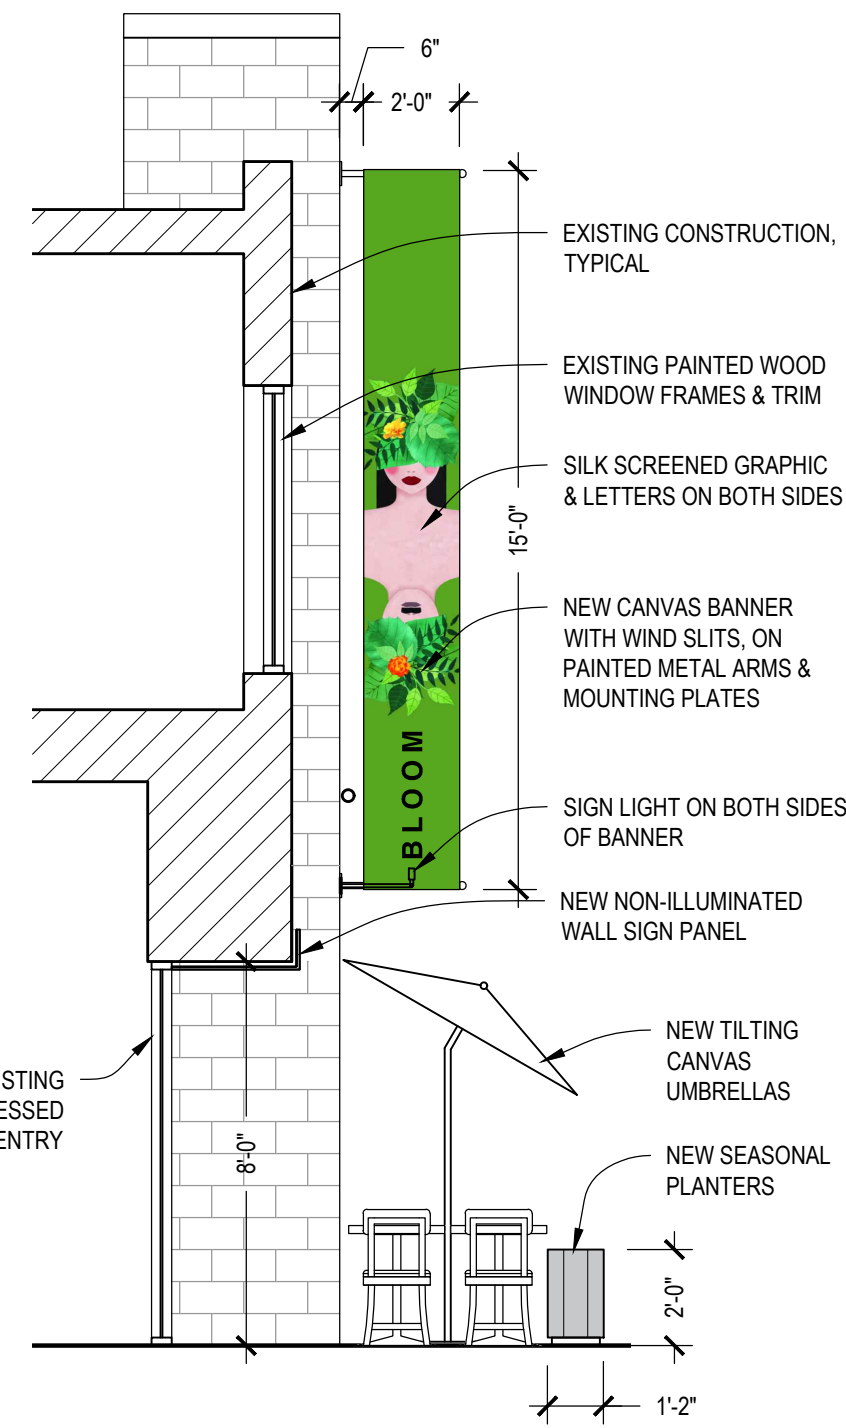 6"
2'-0"
EXISTING CONSTRUCTION,
TYPICAL
EXISTING PAINTED WOOD
WINDOW FRAMES & TRIM
SILK SCREENED GRAPHIC
& LETTERS ON BOTH SIDES
15'-0"
NEW CANVAS BANNER
WITH WIND SLITS, ON
PAINTED METAL ARMS &
MOUNTING PLATES
BLOOM
SIGN LIGHT ON BOTH SIDES
OF BANNER
NEW NON-ILLUMINATED
WALL SIGN PANEL
NEW TILTING
CANVAS
UMBRELLAS
STING
ESSED
ENTRY
8'-0"
NEW SEASONAL
PLANTERS
2'-0"
1'-2"